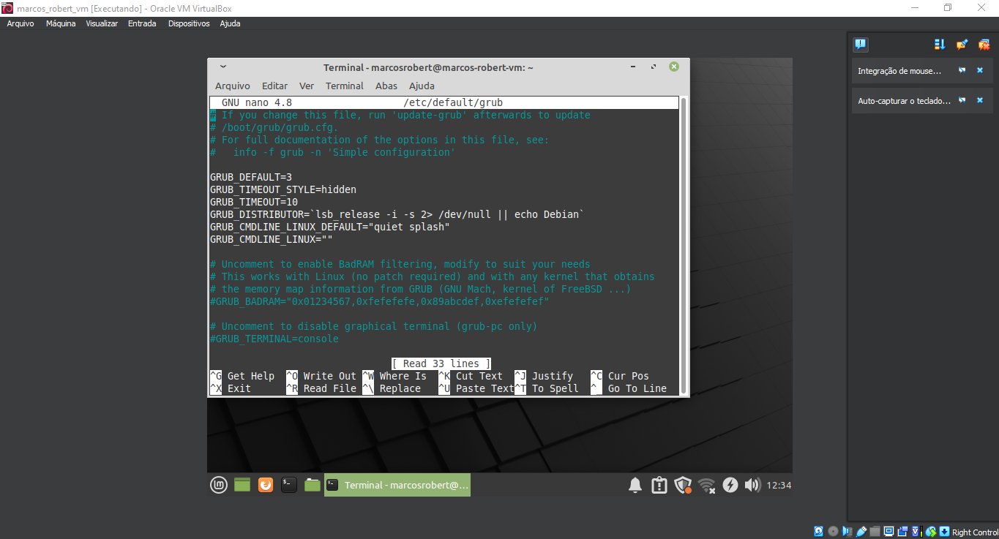 marcos_robert_vm [Executando] - Oracle VM VirtualBox
Arquivo Máquina Visualizar Entrada Dispositivos Ajuda
Terminal - marcosrobert@marcos-robert-vm: ~
Arquivo Editar Ver Terminal Abas Ajuda
GNU nano 4.8 /etc/default/grub
# If you change this file, run 'update-grub' afterwards to update
# /boot/grub/grub.cfg.
# For full documentation of the options in this file, see:
#   info -f grub -n 'Simple configuration'
GRUB_DEFAULT=3
GRUB_TIMEOUT_STYLE=hidden
GRUB_TIMEOUT=10
GRUB_DISTRIBUTOR=`lsb_release -i -s 2> /dev/null || echo Debian`
GRUB_CMDLINE_LINUX_DEFAULT="quiet splash"
GRUB_CMDLINE_LINUX=""
# Uncomment to enable BadRAM filtering, modify to suit your needs
# This works with Linux (no patch required) and with any kernel that obtains
# the memory map information from GRUB (GNU Mach, kernel of FreeBSD ...)
#GRUB_BADRAM="0x01234567,0xfefefefe,0x89abcdef,0xefefefef"
# Uncomment to disable graphical terminal (grub-pc only)
#GRUB_TERMINAL=console
[ Read 33 lines ]
^G Get Help ^O Write Out ^W Where Is ^K Cut Text ^J Justify ^C Cur Pos
^X Exit ^R Read File ^\ Replace ^U Paste Text ^T To Spell ^_ Go To Line
Terminal - marcosrobert@...
12:34
Integração de mouse...
Auto-capturar o teclado...
Right Control